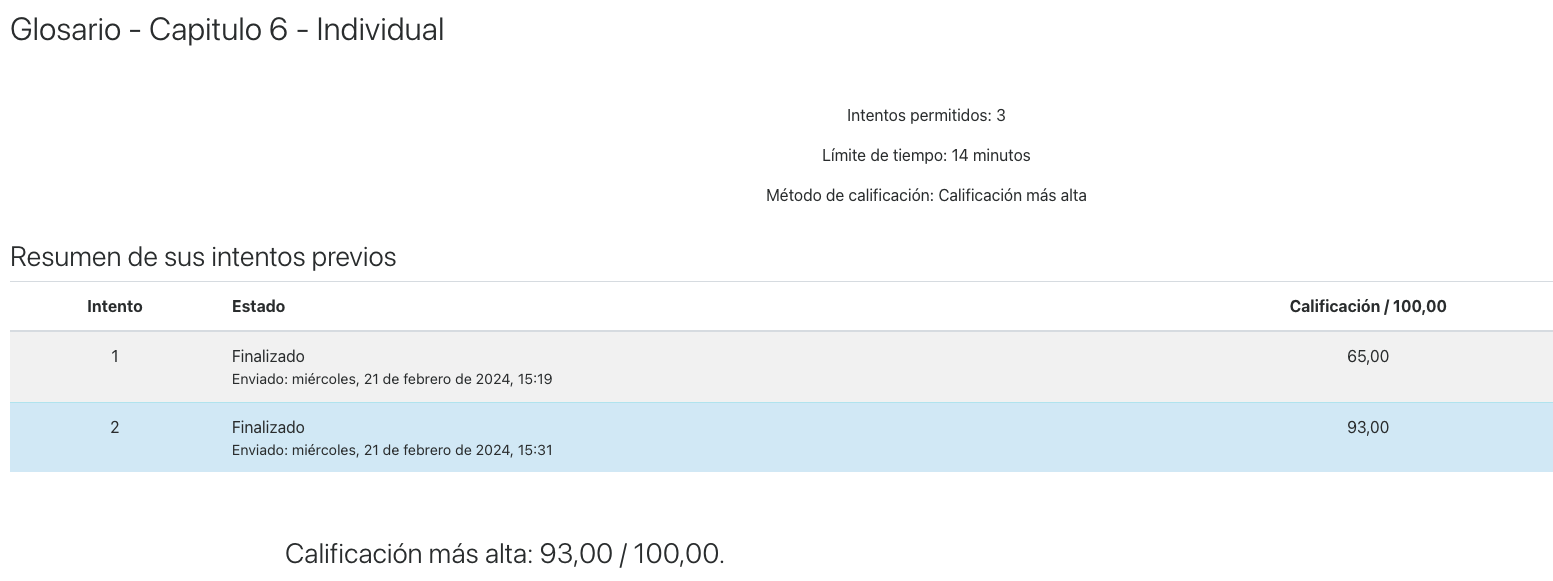 Glosario - Capitulo 6 - Individual
Intentos permitidos: 3
Límite de tiempo: 14 minutos
Método de calificación: Calificación más alta
Resumen de sus intentos previos
Intento Estado Calificación / 100,00
1 Finalizado 65,00
Enviado: miércoles, 21 de febrero de 2024, 15:19
2 Finalizado 93,00
Enviado: miércoles, 21 de febrero de 2024, 15:31
Calificación más alta: 93,00 / 100,00.